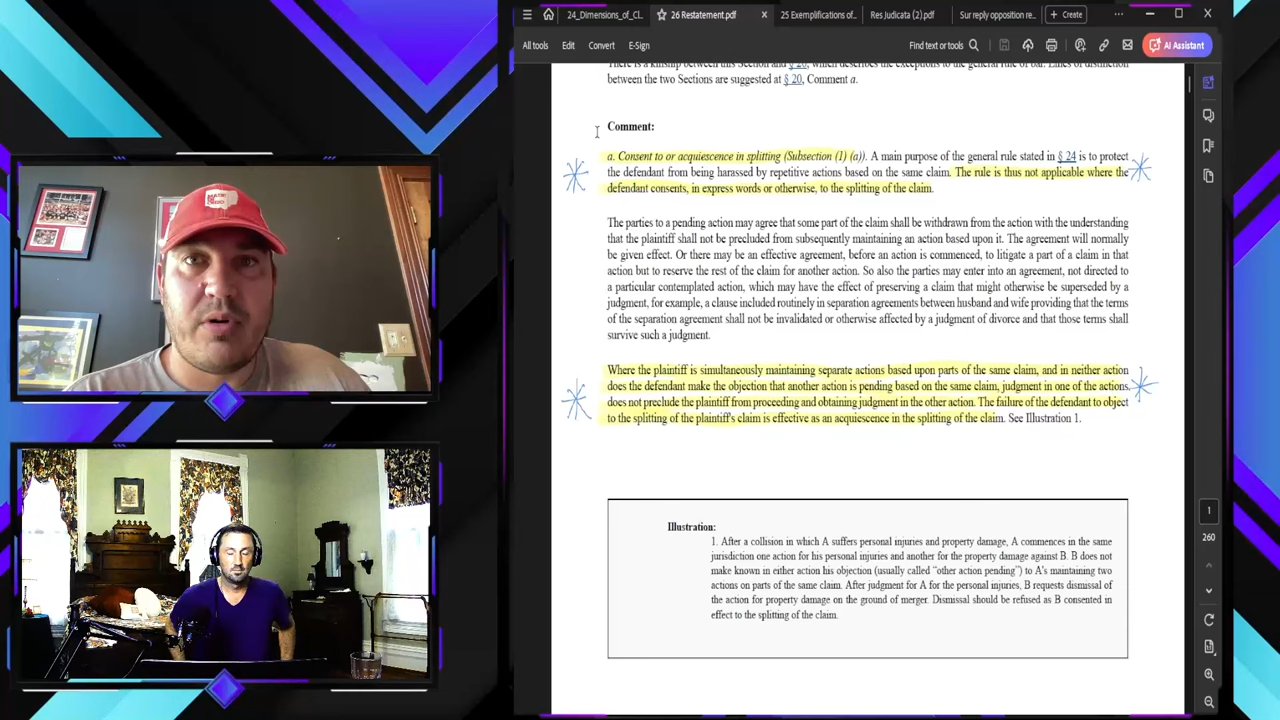 24_Dimensions_of_Cl...
26 Restatement.pdf
25 Exemplifications of...
Res Judicata (2).pdf
Sur reply opposition re...
Create
All tools
Edit
Convert
E-Sign
Find text or tools
AI Assistant
between the two Sections are suggested at § 20, Comment a.
Comment:
a. Consent to or acquiescence in splitting (Subsection (1) (a)). A main purpose of the general rule stated in § 24 is to protect
the defendant from being harassed by repetitive actions based on the same claim. The rule is thus not applicable where the
defendant consents, in express words or otherwise, to the splitting of the claim.
The parties to a pending action may agree that some part of the claim shall be withdrawn from the action with the understanding
that the plaintiff shall not be precluded from subsequently maintaining an action based upon it. The agreement will normally
be given effect. Or there may be an effective agreement, before an action is commenced, to litigate a part of a claim in that
action but to reserve the rest of the claim for another action. So also the parties may enter into an agreement, not directed to
a particular contemplated action, which may have the effect of preserving a claim that might otherwise be superseded by a
judgment, for example, a clause included routinely in separation agreements between husband and wife providing that the terms
of the separation agreement shall not be invalidated or otherwise affected by a judgment of divorce and that those terms shall
survive such a judgment.
Where the plaintiff is simultaneously maintaining separate actions based upon parts of the same claim, and in neither action
does the defendant make the objection that another action is pending based on the same claim, judgment in one of the actions
does not preclude the plaintiff from proceeding and obtaining judgment in the other action. The failure of the defendant to object
to the splitting of the plaintiff's claim is effective as an acquiescence in the splitting of the claim. See Illustration 1.
Illustration:
1. After a collision in which A suffers personal injuries and property damage, A commences in the same
jurisdiction one action for his personal injuries and another for the property damage against B. B does not
make known in either action his objection (usually called "other action pending") to A's maintaining two
actions on parts of the same claim. After judgment for A for the personal injuries, B requests dismissal of
the action for property damage on the ground of merger. Dismissal should be refused as B consented in
effect to the splitting of the claim.
1
260